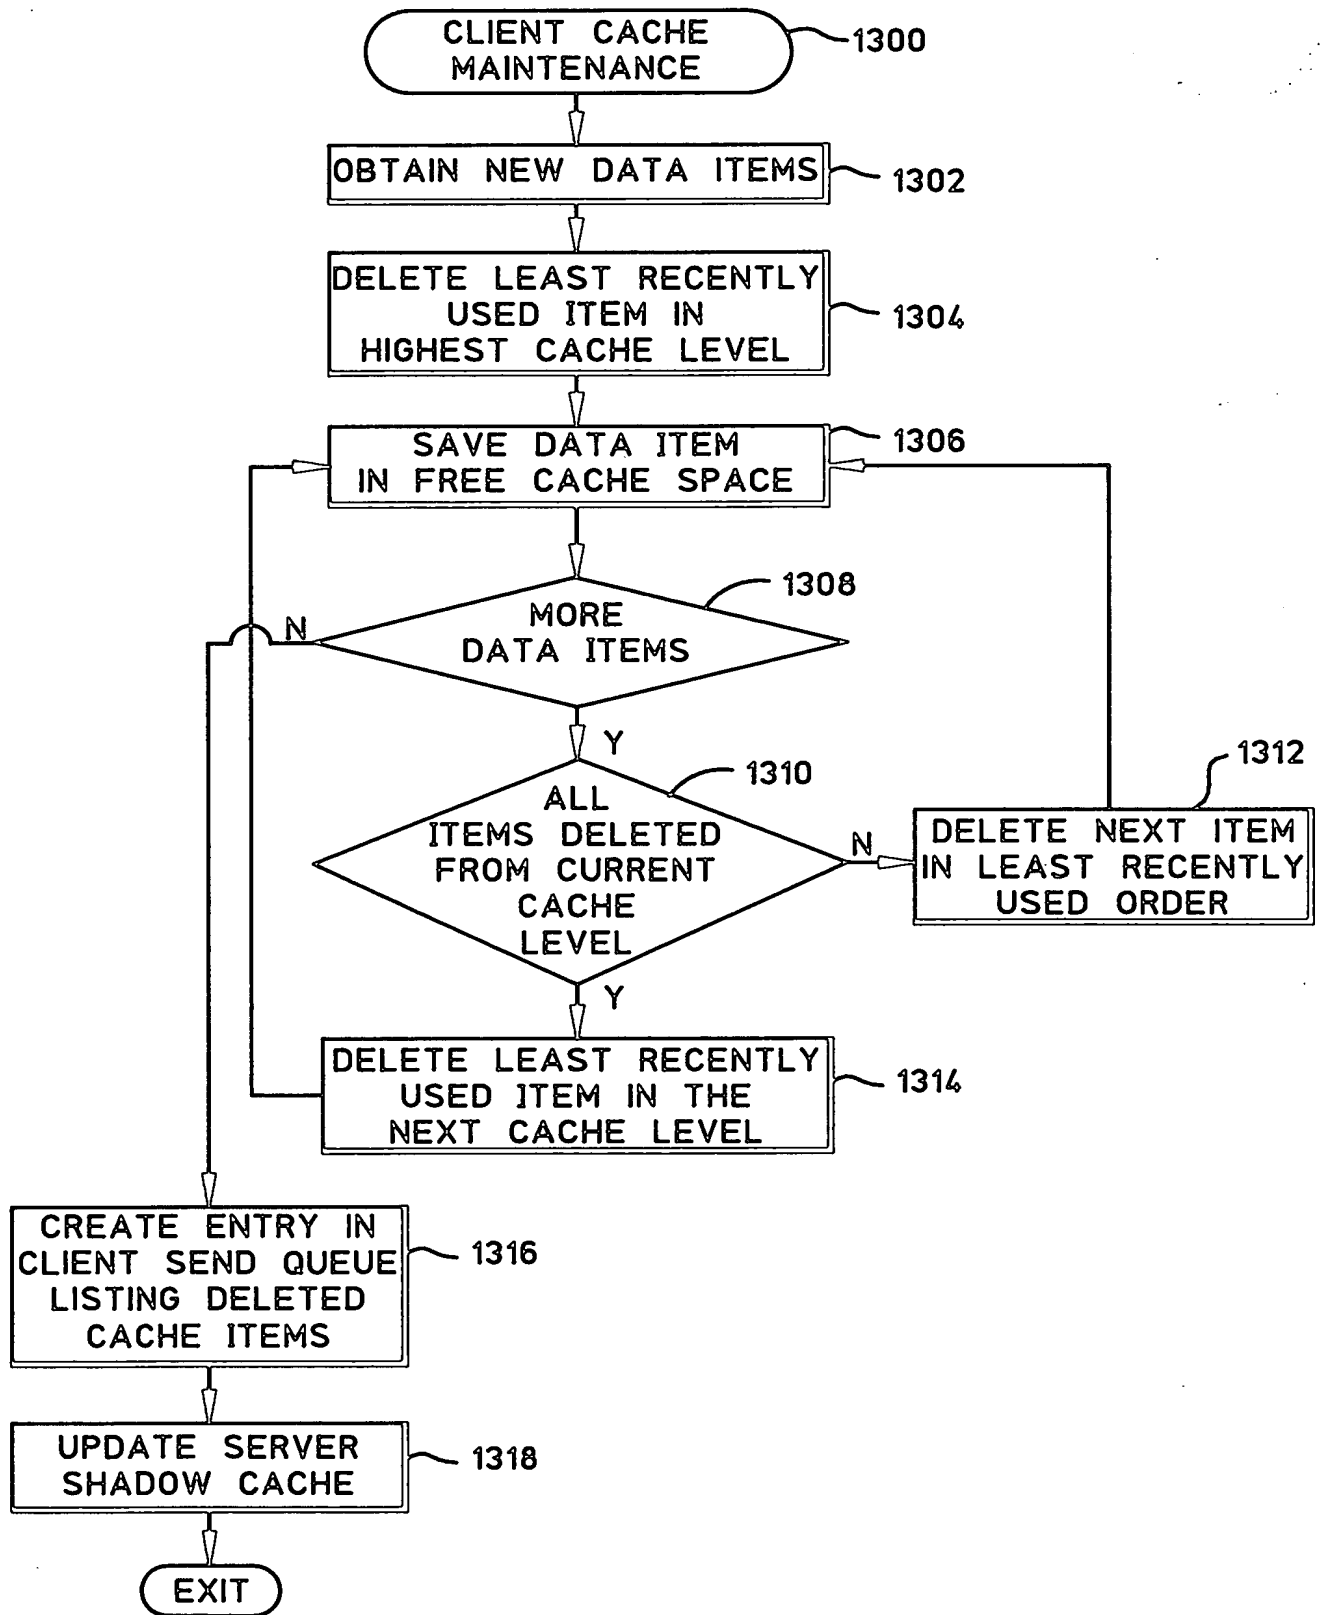 CLIENT CACHE
MAINTENANCE
1300
OBTAIN NEW DATA ITEMS
1302
DELETE LEAST RECENTLY
USED ITEM IN
HIGHEST CACHE LEVEL
1304
SAVE DATA ITEM
IN FREE CACHE SPACE
1306
MORE
DATA ITEMS
1308
N
Y
ALL
ITEMS DELETED
FROM CURRENT
CACHE
LEVEL
1310
N
DELETE NEXT ITEM
IN LEAST RECENTLY
USED ORDER
1312
Y
DELETE LEAST RECENTLY
USED ITEM IN THE
NEXT CACHE LEVEL
1314
CREATE ENTRY IN
CLIENT SEND QUEUE
LISTING DELETED
CACHE ITEMS
1316
UPDATE SERVER
SHADOW CACHE
1318
EXIT